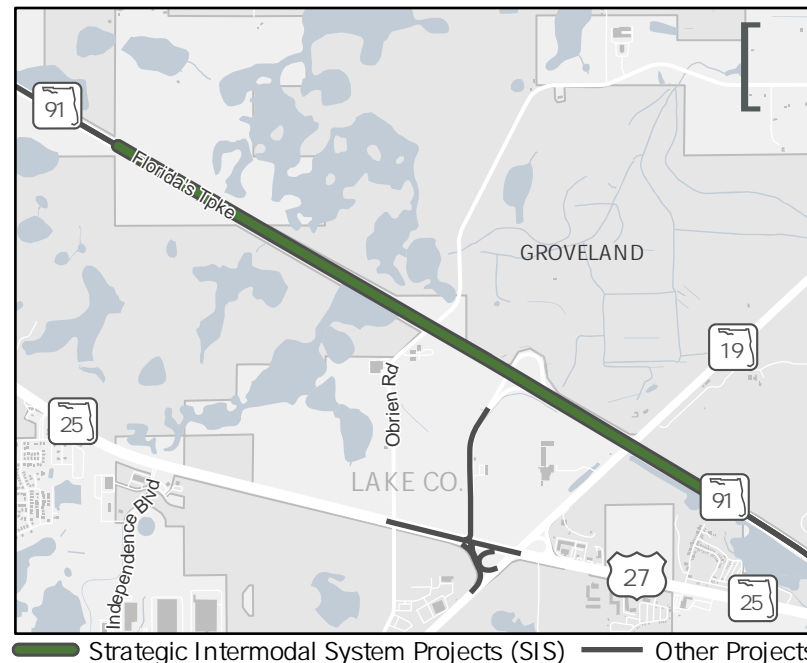 91
Florida's Tpke
GROVELAND
19
Obrien Rd
25
LAKE CO.
Independence Blvd
91
27
25
Strategic Intermodal System Projects (SIS)
Other Projects